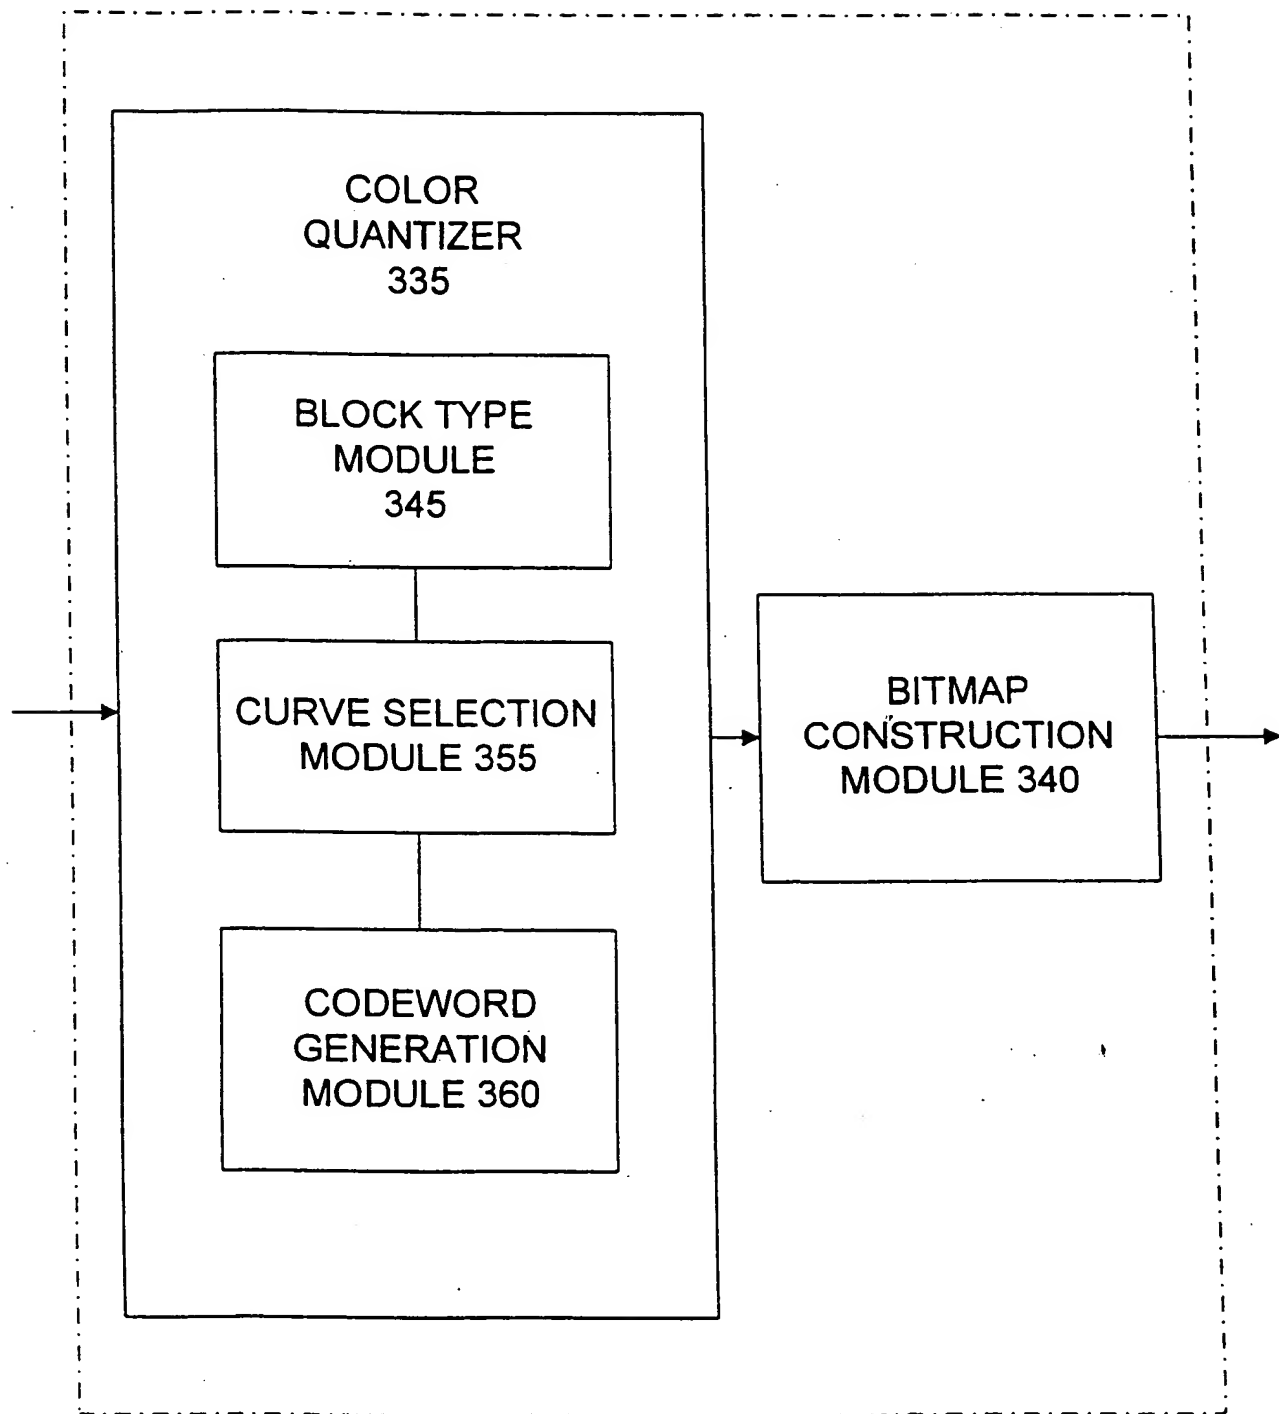 COLOR
QUANTIZER
335
BLOCK TYPE
MODULE
345
CURVE SELECTION
MODULE 355
CODEWORD
GENERATION
MODULE 360
BITMAP
CONSTRUCTION
MODULE 340